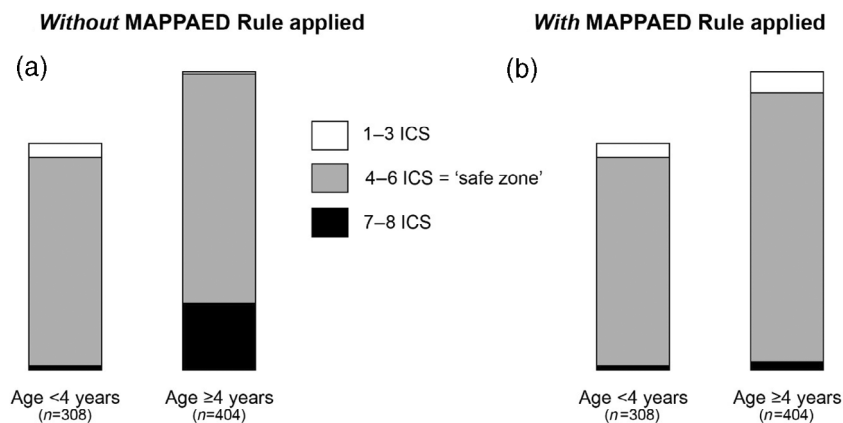 Without MAPPAED Rule applied
With MAPPAED Rule applied
(a)
(b)
1–3 ICS
4–6 ICS = ‘safe zone’
7–8 ICS
Age <4 years
(n=308)
Age ≥4 years
(n=404)
Age <4 years
(n=308)
Age ≥4 years
(n=404)